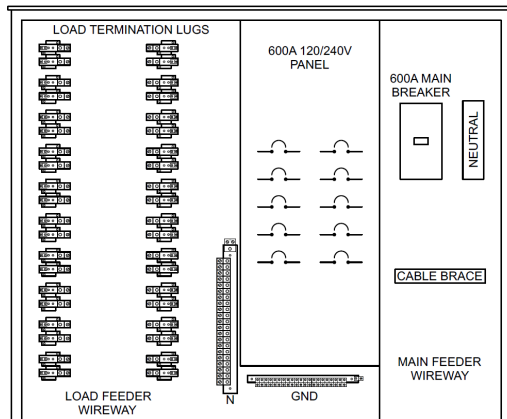 LOAD TERMINATION LUGS
600A 120/240V
PANEL
600A MAIN
BREAKER
NEUTRAL
CABLE BRACE
MAIN FEEDER
WIREWAY
LOAD FEEDER
WIREWAY
N
GND